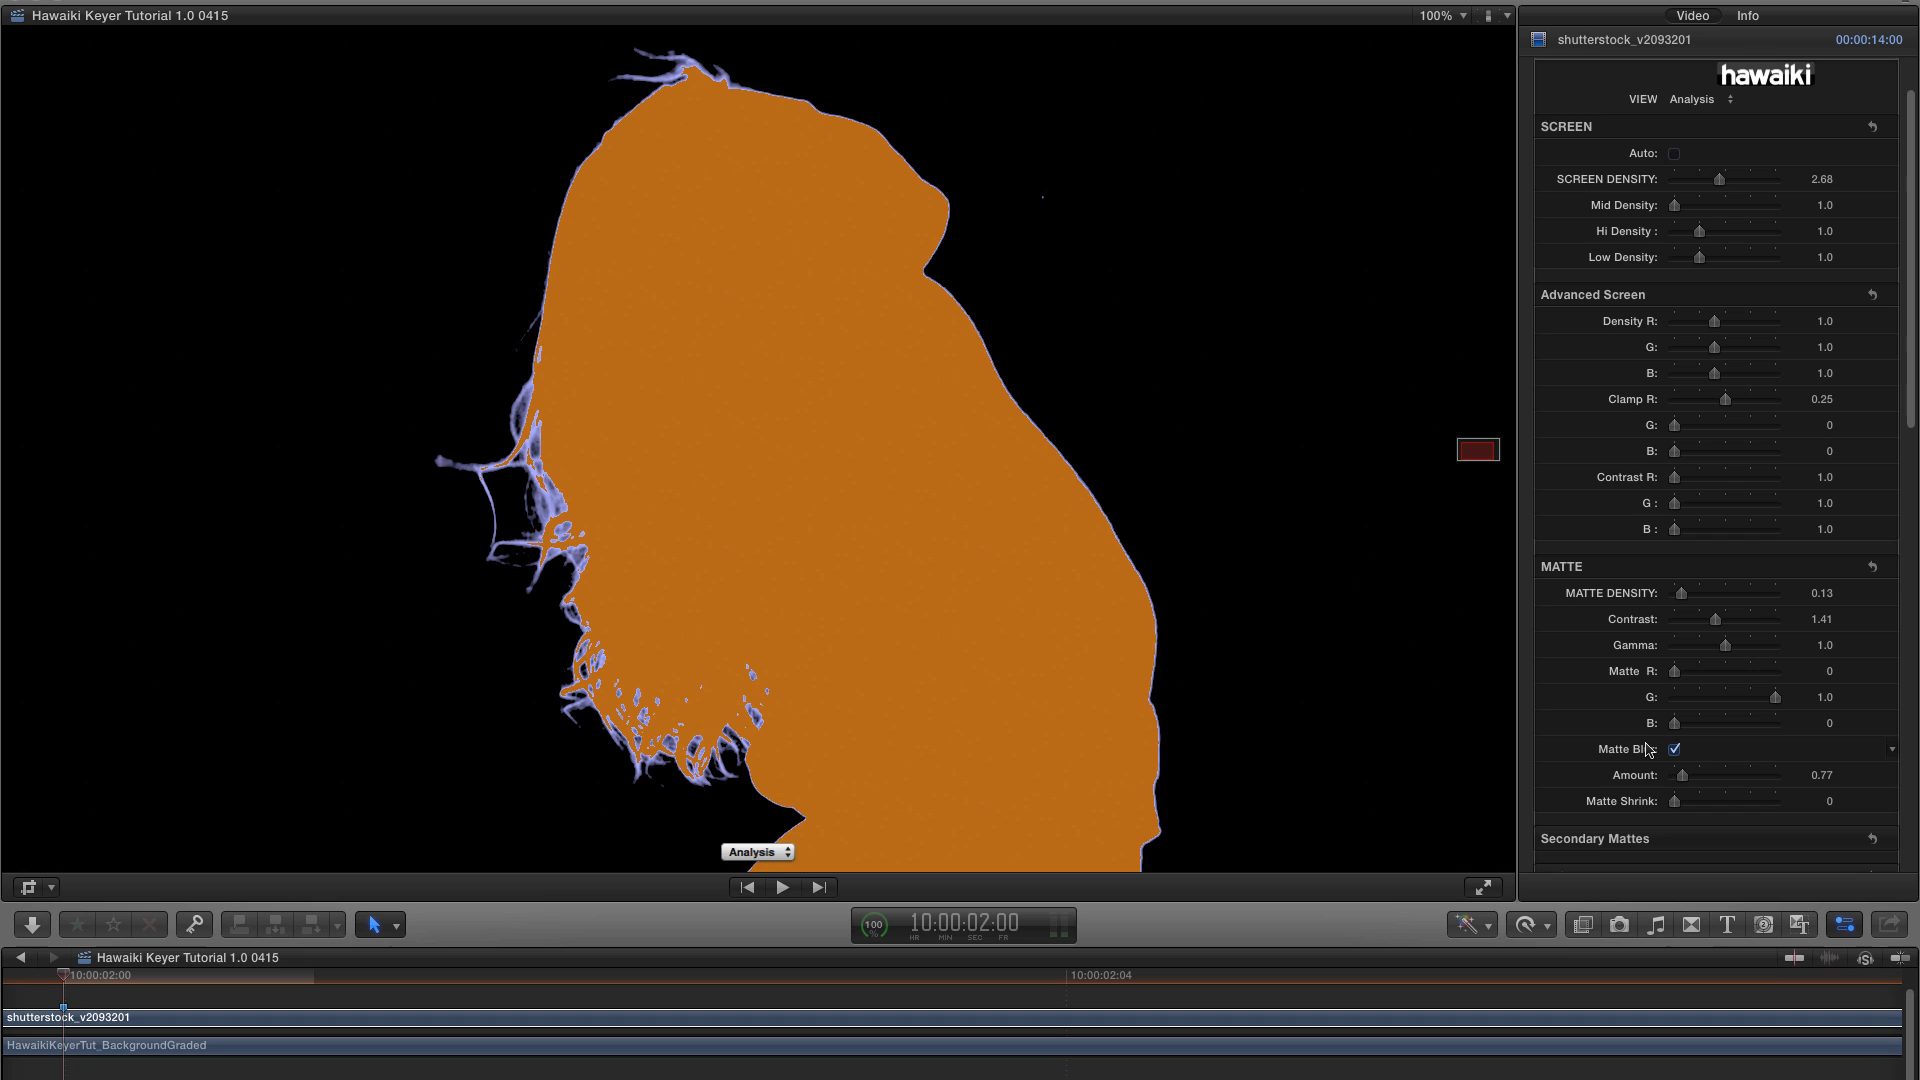 Hawaiki Keyer Tutorial 1.0 0415
100%
Video
Info
shutterstock_v2093201
00:00:14:00
hawaiki
VIEW
Analysis
SCREEN
Auto:
SCREEN DENSITY:
2.68
Mid Density:
1.0
Hi Density :
1.0
Low Density:
1.0
Advanced Screen
Density R:
1.0
G:
1.0
B:
1.0
Clamp R:
0.25
G:
0
B:
0
Contrast R:
1.0
G :
1.0
B :
1.0
MATTE
MATTE DENSITY:
0.13
Contrast:
1.41
Gamma:
1.0
Matte R:
0
G:
1.0
B:
0
Matte
Amount:
0.77
Matte Shrink:
0
Secondary Mattes
Analysis
100
%
10:00:02:00
HR MIN SEC FR
T
Hawaiki Keyer Tutorial 1.0 0415
10:00:02:00
10:00:02:04
shutterstock_v2093201
HawaikiKeyerTut_BackgroundGraded